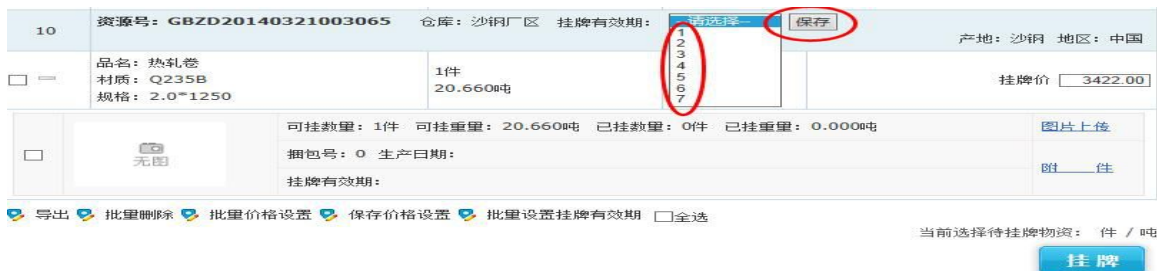 10 资源号：GBZD20140321003065 仓库：沙钢厂区 挂牌有效期： --请选择-- 保存
产地：沙钢 地区：中国
1
2
3
4
5
6
7
品名：热轧卷
材质：Q235B
规格：2.0*1250
1件
20.660吨
挂牌价 3422.00
可挂数量：1件 可挂重量：20.660吨 已挂数量：0件 已挂重量：0.000吨 图片上传
无图
捆包号：0 生产日期：
挂牌有效期：
附 件
导出 批量删除 批量价格设置 保存价格设置 批量设置挂牌有效期 全选
当前选择待挂牌物资： 件 / 吨
挂 牌